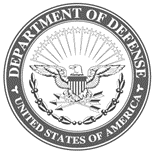 DEPARTMENT OF DEFENSE
UNITED STATES OF AMERICA